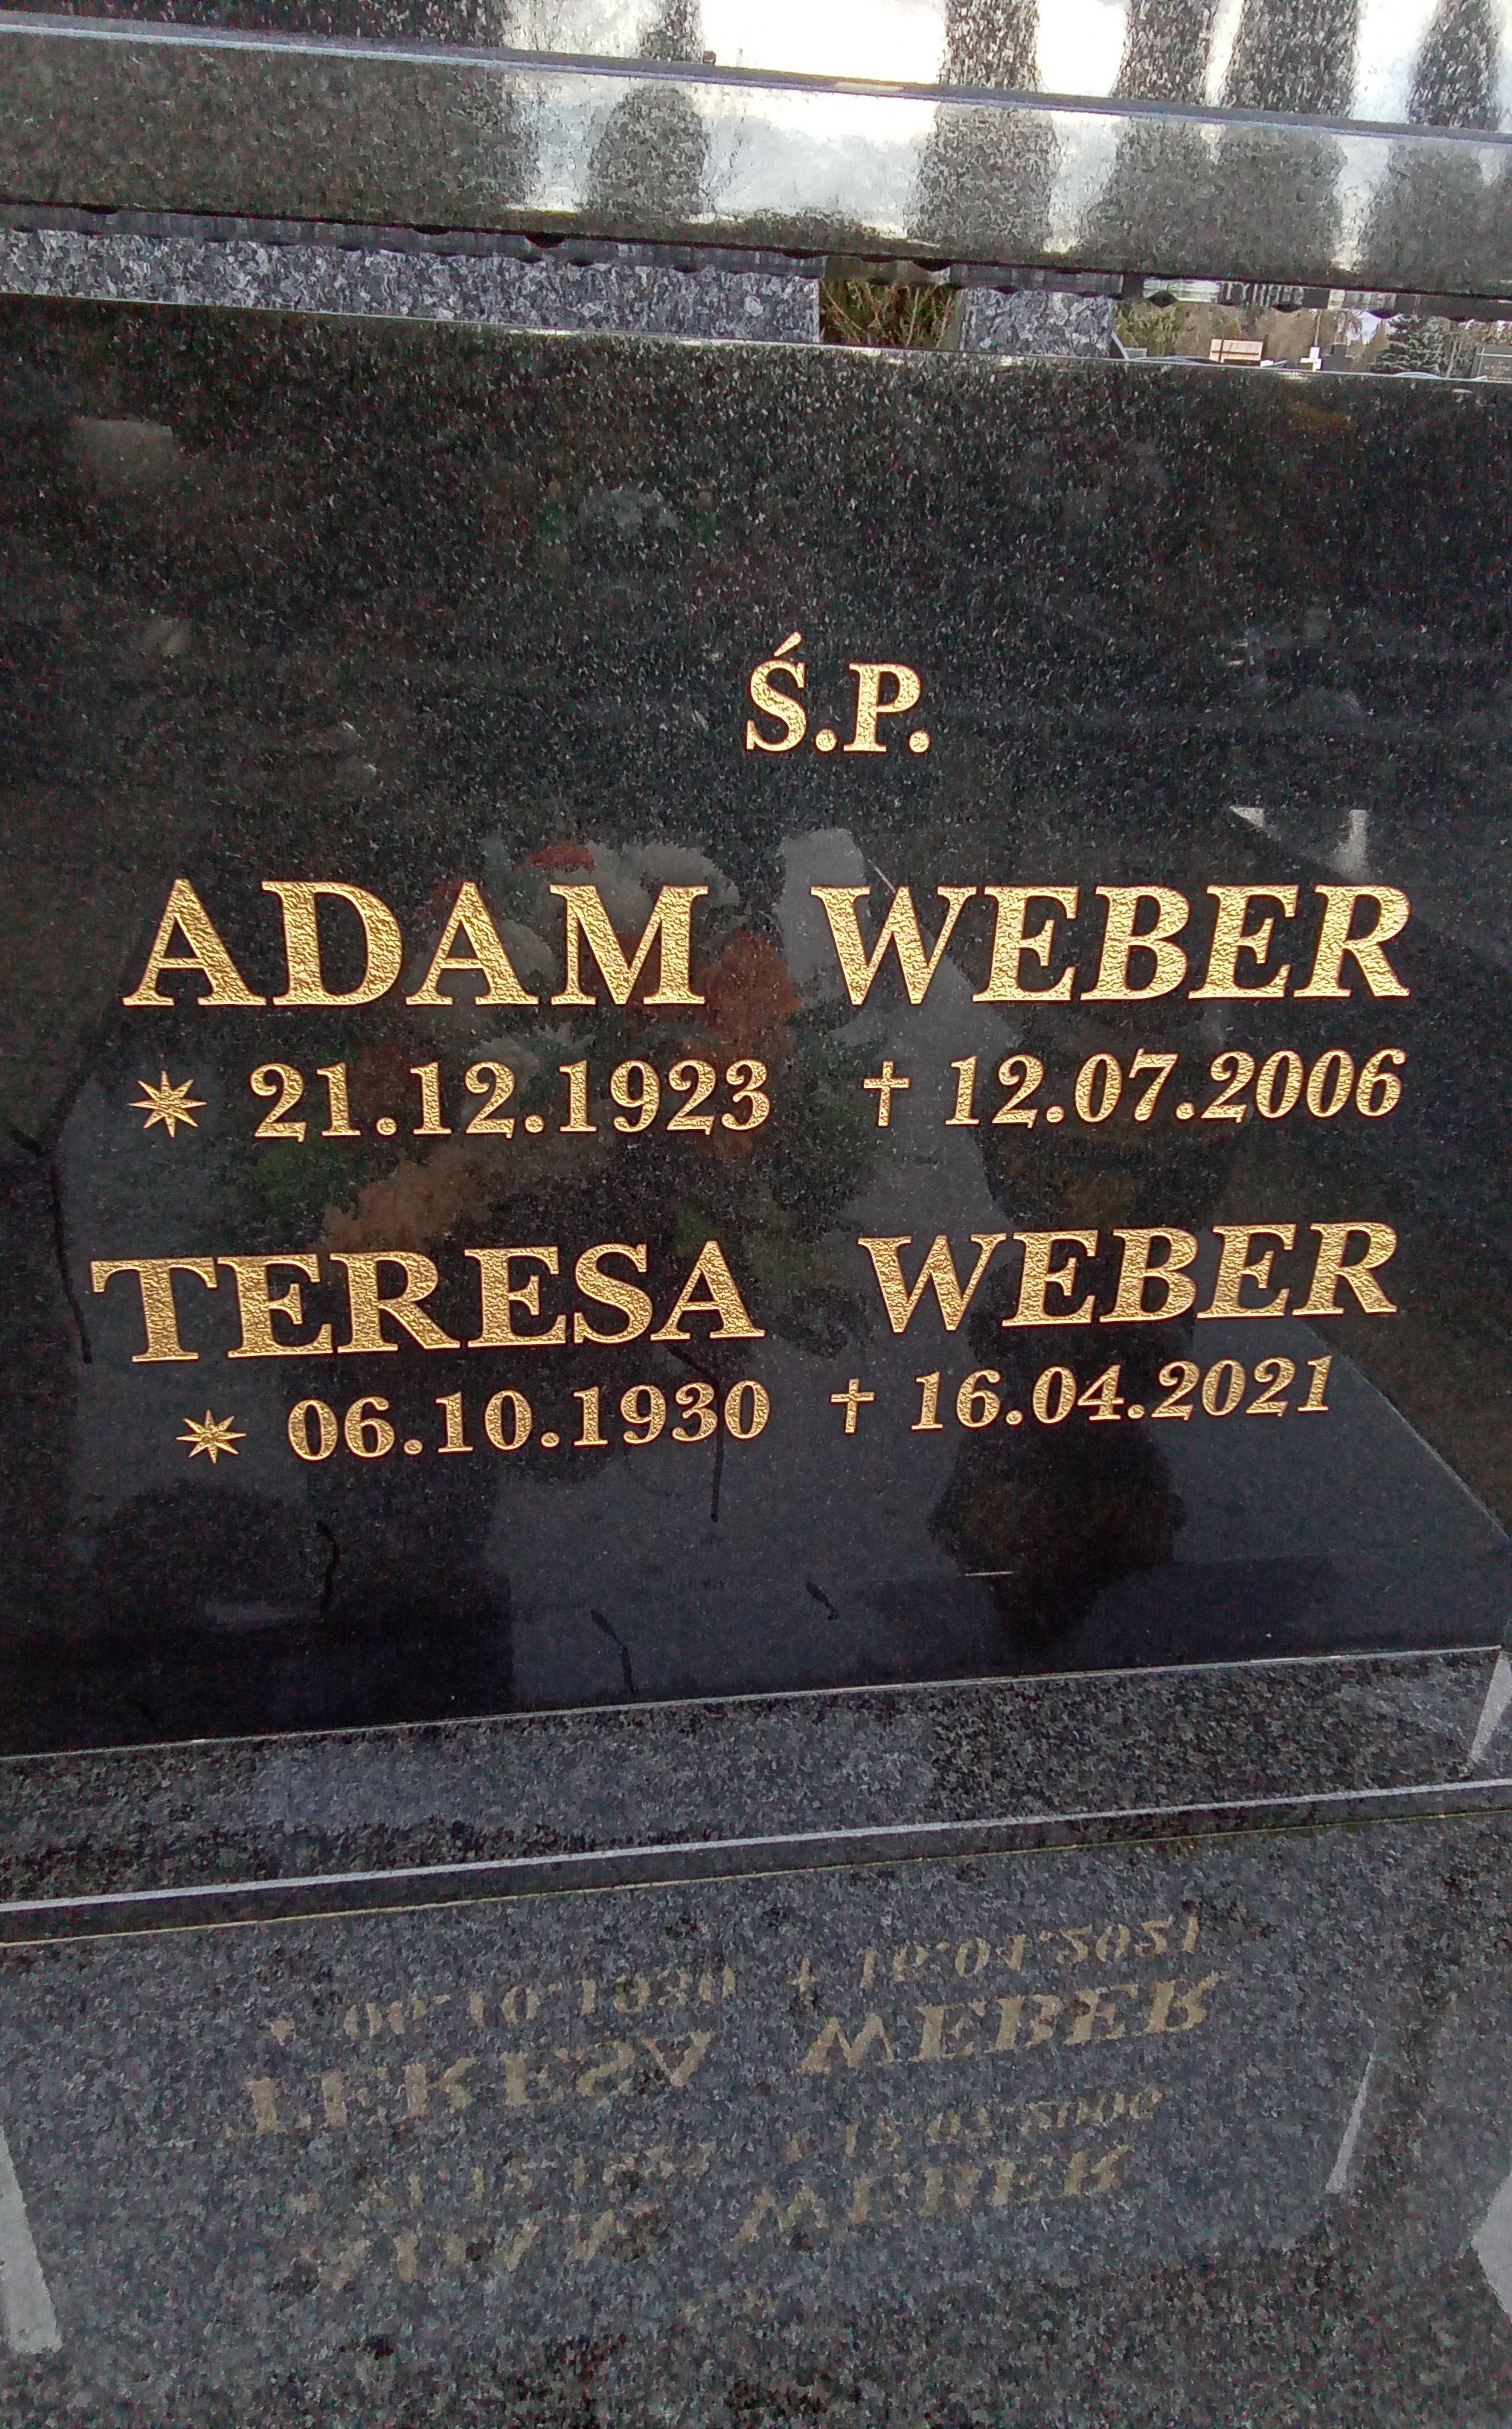 Ś.P.
ADAM WEBER
* 21.12.1923 † 12.07.2006
TERESA WEBER
* 06.10.1930 † 16.04.2021